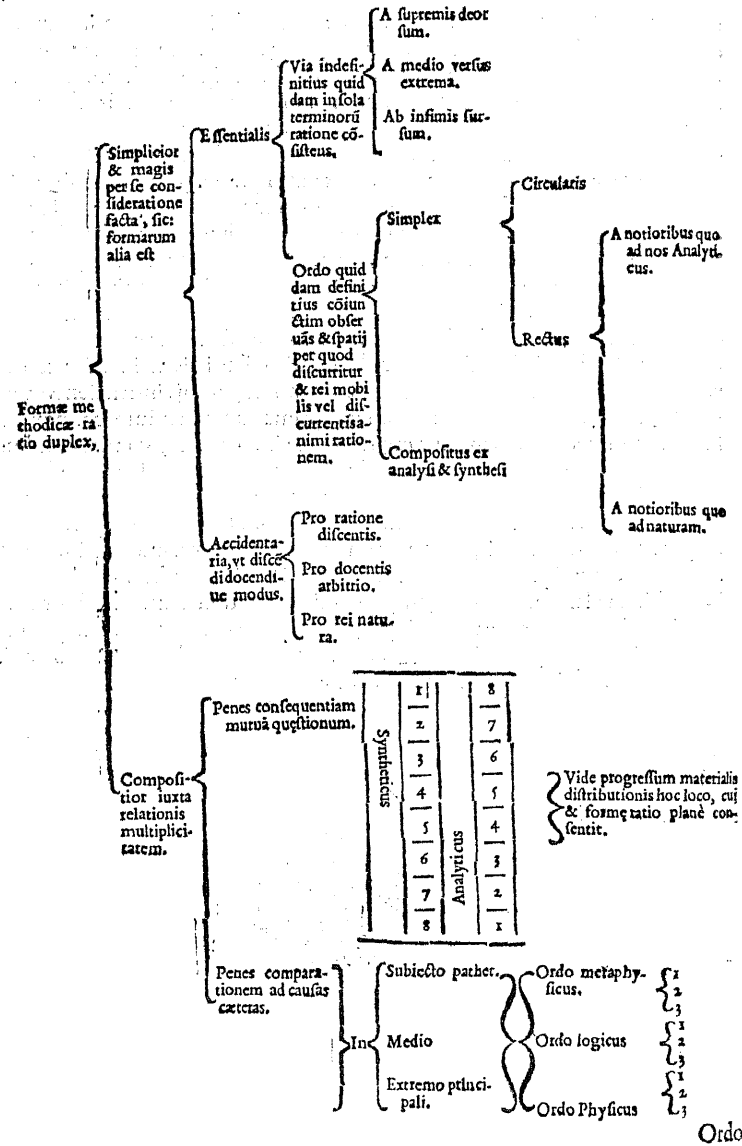 A ſupremis deor
ſum.
Via indefi-
nitius quid
dam in ſola
terminorũ
ratione cõ-
ſiſtens.
A medio verſus
extrema.
Ab infimis ſur-
ſum.
Eſſentialis
Simplicior
& magis
per ſe con-
ſideratione
facta, ſic:
formarum
alia eſt
Circularis
Simplex
A notioribus quo
ad nos Analyti-
cus.
Ordo quid
dam defini
tius cõiun
ctim obſer
uãs & ſpatij
per quod
diſcurritur
& rei mobi
lis vel diſ-
currentis a-
nimi ratio-
nem.
Rectus
Formæ me
thodicæ ra
tio duplex,
Compoſitus ex
analyſi & ſyntheſi
A notioribus quo
ad naturam.
Accidenta-
ria, vt diſcẽ
di docendi-
ue modus.
Pro ratione
diſcentis.
Pro docentis
arbitrio.
Pro rei natu-
ra.
Penes conſequentiam
mutuã quęſtionum.
Syntheticus
1
2
3
4
5
6
7
8
Analyticus
8
7
6
5
4
3
2
1
Vide progreſſum materialis
diſtributionis hoc loco, cui
& formę ratio planè con-
ſentit.
Compoſi-
tior iuxta
relationis
multiplici-
tatem.
Penes compara-
tionem ad cauſas
cæteras.
In
Subiecto pathet.
Medio
Extremo princi-
pali.
Ordo metaphy-
ſicus.
1
2
3
Ordo logicus
1
2
3
Ordo Phyſicus
1
2
3
Ordo